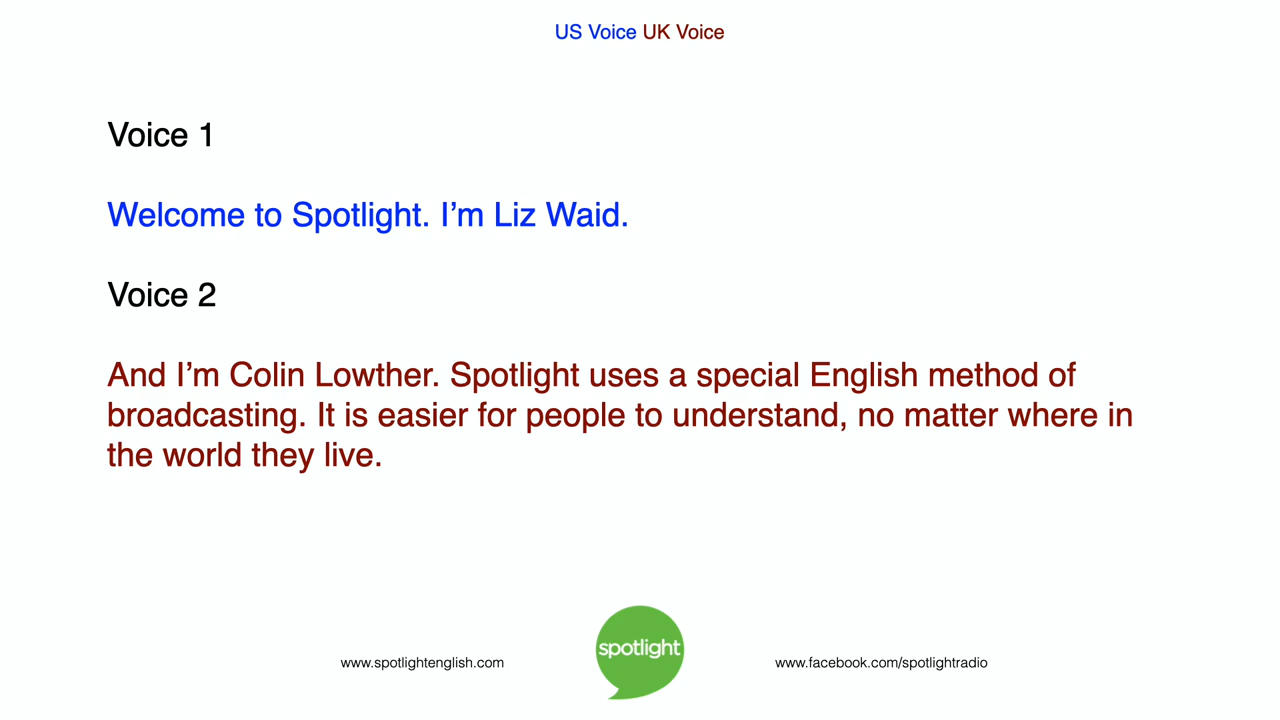 US Voice UK Voice
Voice 1
Welcome to Spotlight. I’m Liz Waid.
Voice 2
And I’m Colin Lowther. Spotlight uses a special English method of
broadcasting. It is easier for people to understand, no matter where in
the world they live.
www.spotlightenglish.com
spotlight
www.facebook.com/spotlightradio